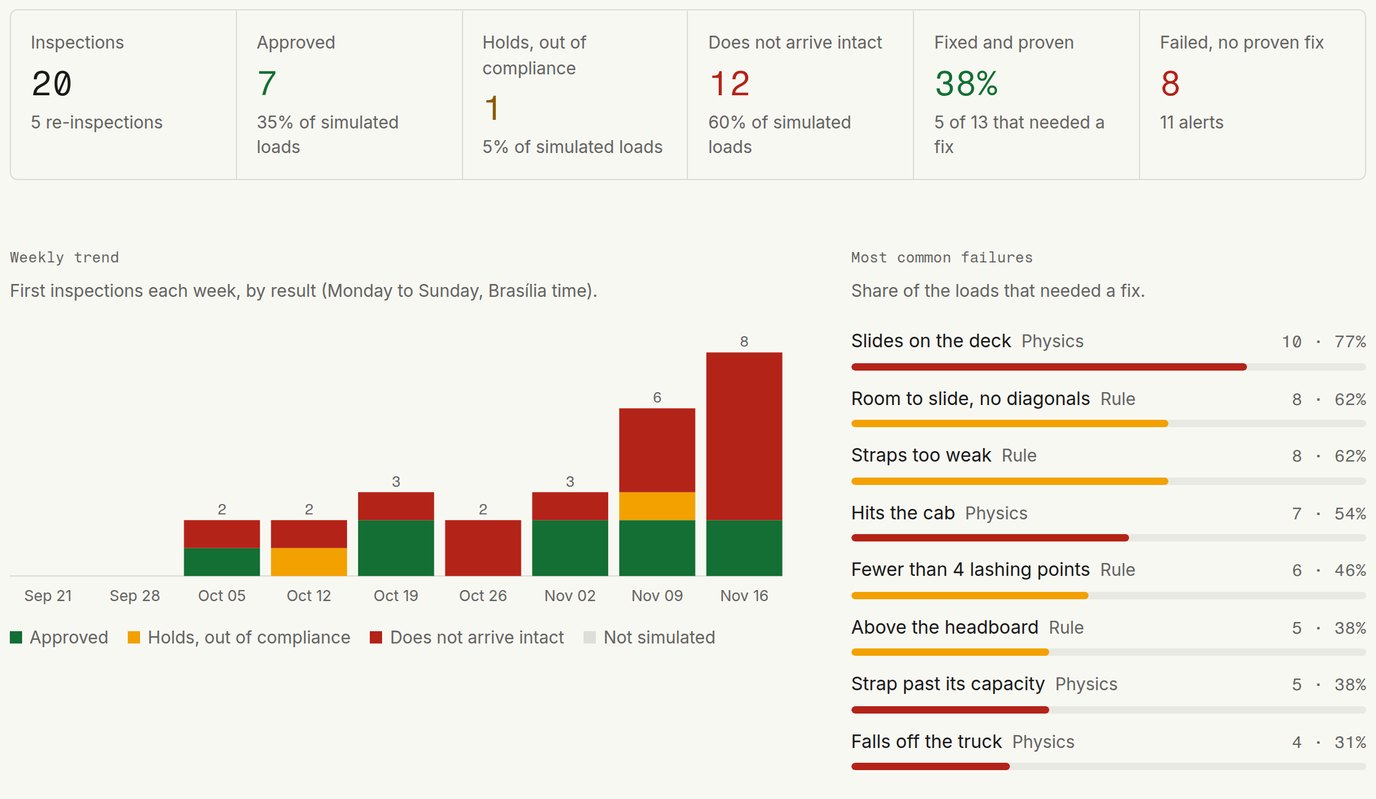 Inspections
20
5 re-inspections
Approved
7
35% of simulated
loads
Holds, out of
compliance
1
5% of simulated loads
Does not arrive intact
12
60% of simulated
loads
Fixed and proven
38%
5 of 13 that needed a
fix
Failed, no proven fix
8
11 alerts
Weekly trend
First inspections each week, by result (Monday to Sunday, Brasília time).
2
2
3
2
3
6
8
Sep 21
Sep 28
Oct 05
Oct 12
Oct 19
Oct 26
Nov 02
Nov 09
Nov 16
Approved
Holds, out of compliance
Does not arrive intact
Not simulated
Most common failures
Share of the loads that needed a fix.
Slides on the deck Physics 10 · 77%
Room to slide, no diagonals Rule 8 · 62%
Straps too weak Rule 8 · 62%
Hits the cab Physics 7 · 54%
Fewer than 4 lashing points Rule 6 · 46%
Above the headboard Rule 5 · 38%
Strap past its capacity Physics 5 · 38%
Falls off the truck Physics 4 · 31%